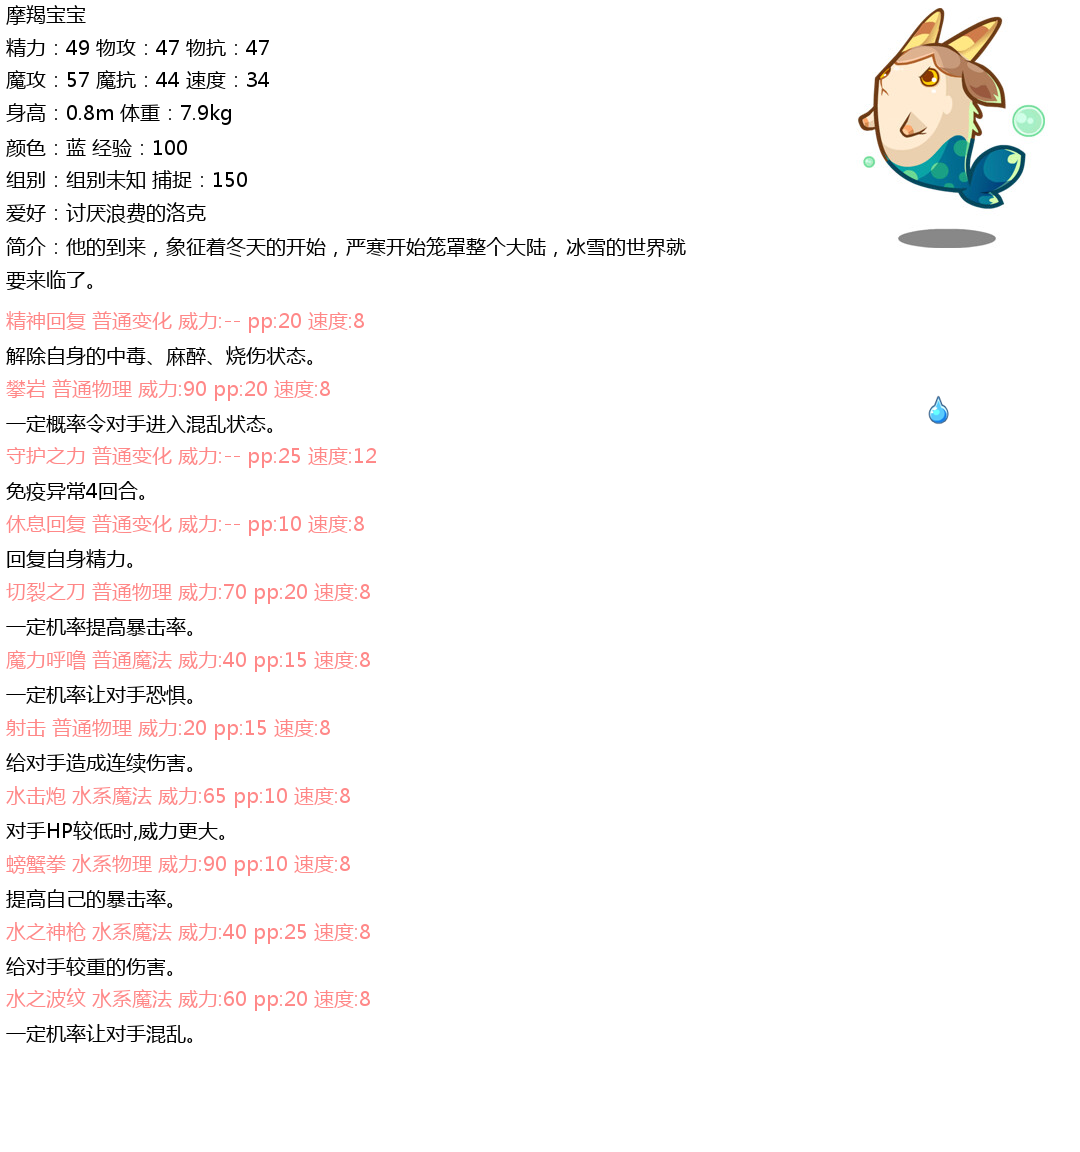 摩羯宝宝
精力：49 物攻：47 物抗：47
魔攻：57 魔抗：44 速度：34
身高：0.8m 体重：7.9kg
颜色：蓝 经验：100
组别：组别未知 捕捉：150
爱好：讨厌浪费的洛克
简介：他的到来，象征着冬天的开始，严寒开始笼罩整个大陆，冰雪的世界就
要来临了。
精神回复 普通变化 威力:-- pp:20 速度:8
解除自身的中毒、麻醉、烧伤状态。
攀岩 普通物理 威力:90 pp:20 速度:8
一定概率令对手进入混乱状态。
守护之力 普通变化 威力:-- pp:25 速度:12
免疫异常4回合。
休息回复 普通变化 威力:-- pp:10 速度:8
回复自身精力。
切裂之刀 普通物理 威力:70 pp:20 速度:8
一定机率提高暴击率。
魔力呼噜 普通魔法 威力:40 pp:15 速度:8
一定机率让对手恐惧。
射击 普通物理 威力:20 pp:15 速度:8
给对手造成连续伤害。
水击炮 水系魔法 威力:65 pp:10 速度:8
对手HP较低时,威力更大。
螃蟹拳 水系物理 威力:90 pp:10 速度:8
提高自己的暴击率。
水之神枪 水系魔法 威力:40 pp:25 速度:8
给对手较重的伤害。
水之波纹 水系魔法 威力:60 pp:20 速度:8
一定机率让对手混乱。